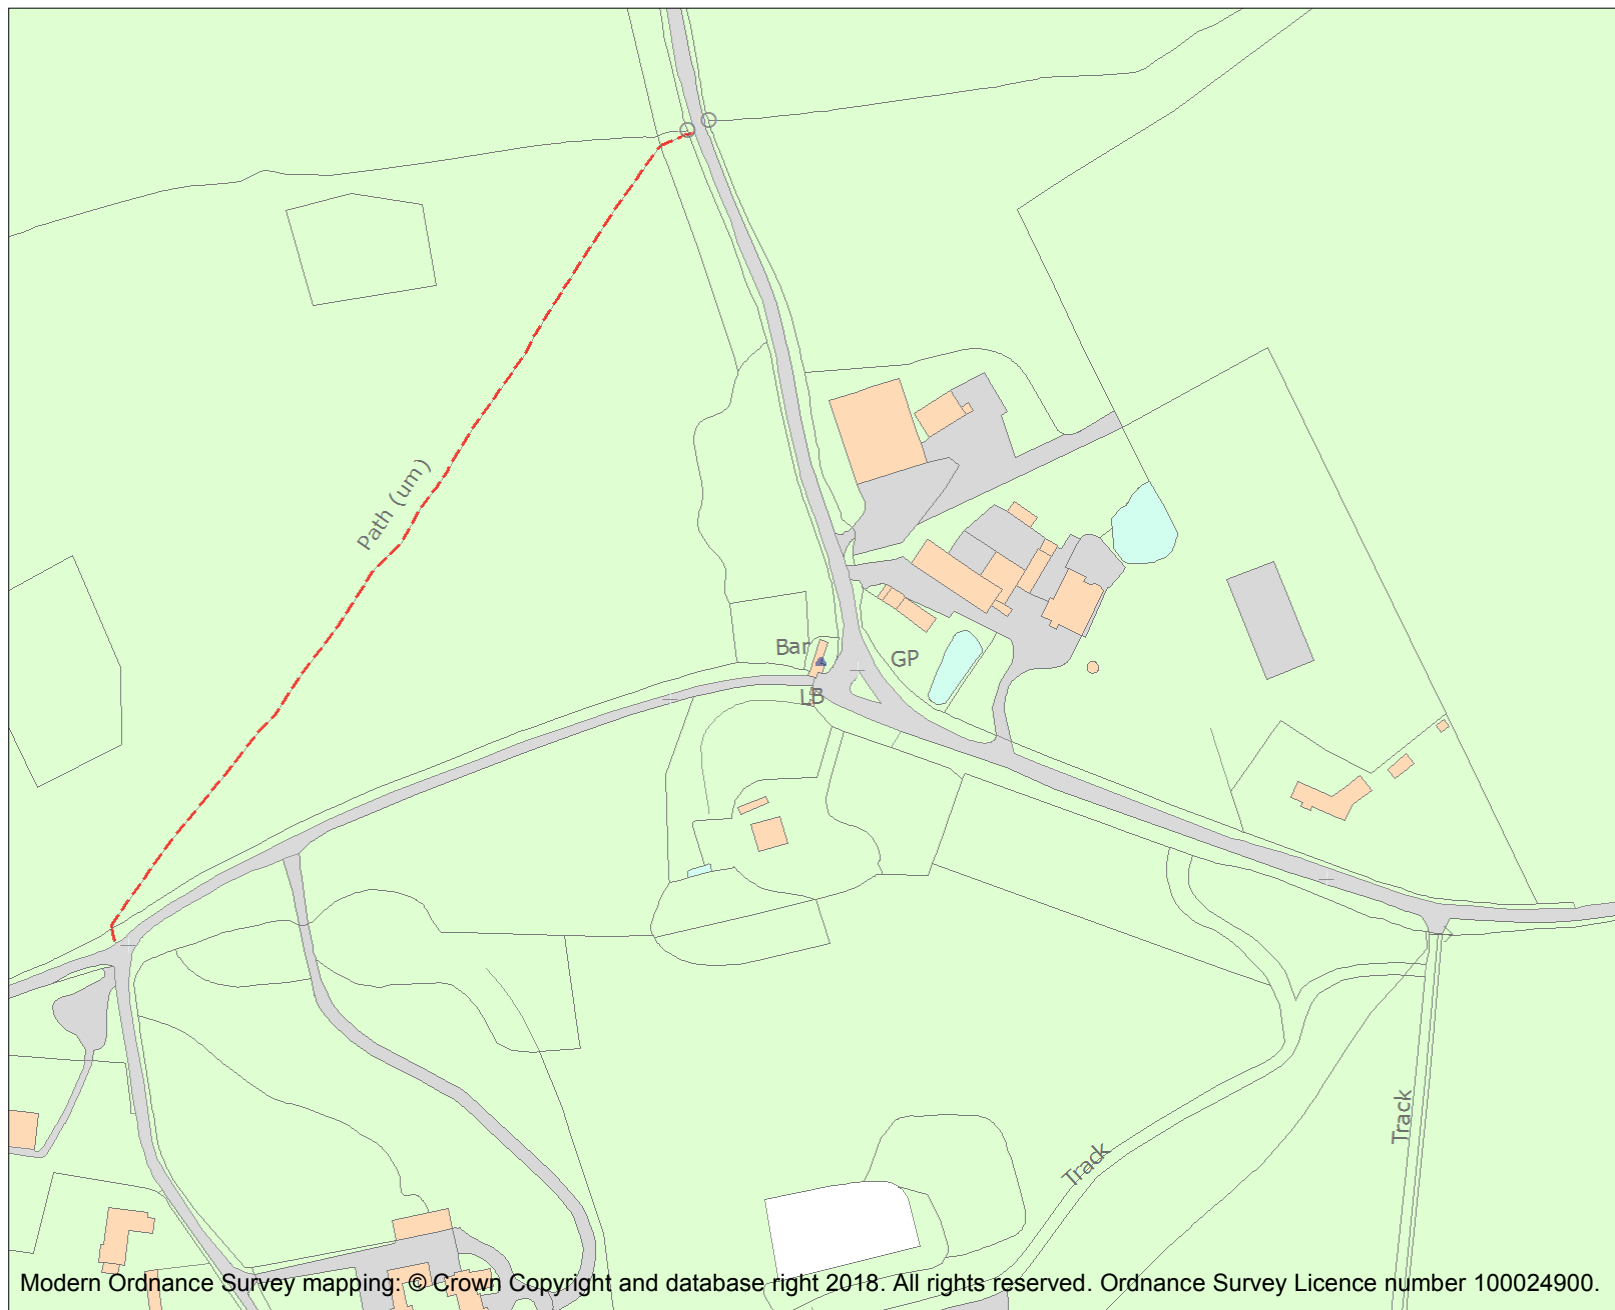 Path (um)
Bar
GP
LB
Track
Track
Modern Ordnance Survey mapping: © Crown Copyright and database right 2018. All rights reserved. Ordnance Survey Licence number 100024900.